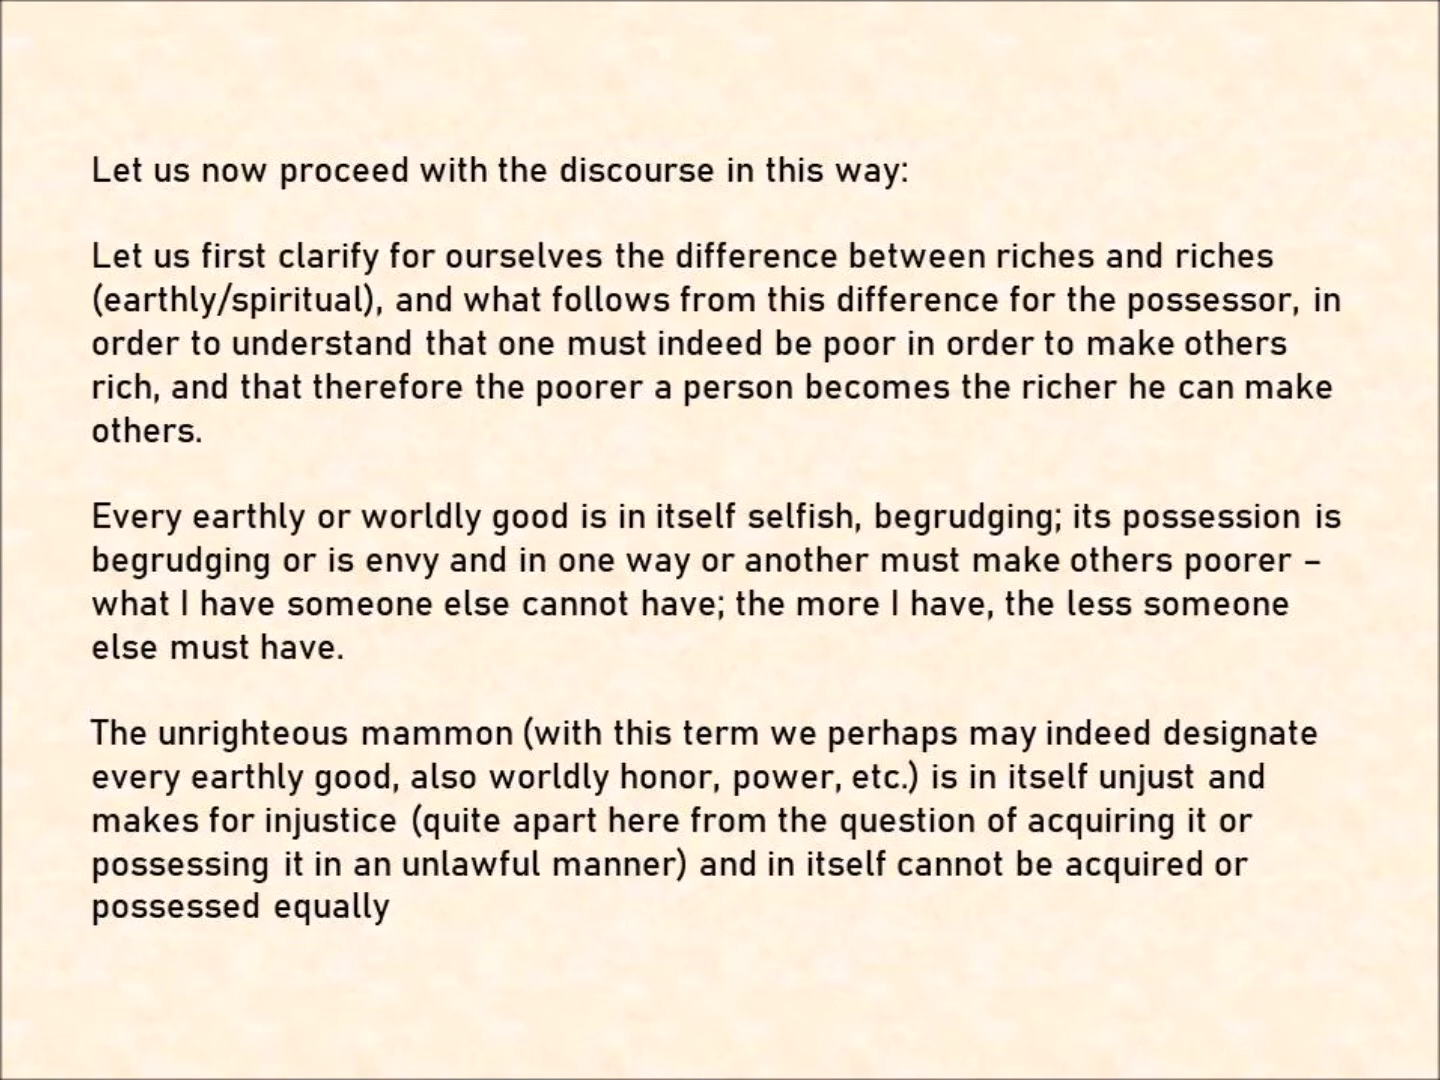 Let us now proceed with the discourse in this way:
Let us first clarify for ourselves the difference between riches and riches
(earthly/spiritual), and what follows from this difference for the possessor, in
order to understand that one must indeed be poor in order to make others
rich, and that therefore the poorer a person becomes the richer he can make
others.
Every earthly or worldly good is in itself selfish, begrudging; its possession is
begrudging or is envy and in one way or another must make others poorer –
what I have someone else cannot have; the more I have, the less someone
else must have.
The unrighteous mammon (with this term we perhaps may indeed designate
every earthly good, also worldly honor, power, etc.) is in itself unjust and
makes for injustice (quite apart here from the question of acquiring it or
possessing it in an unlawful manner) and in itself cannot be acquired or
possessed equally